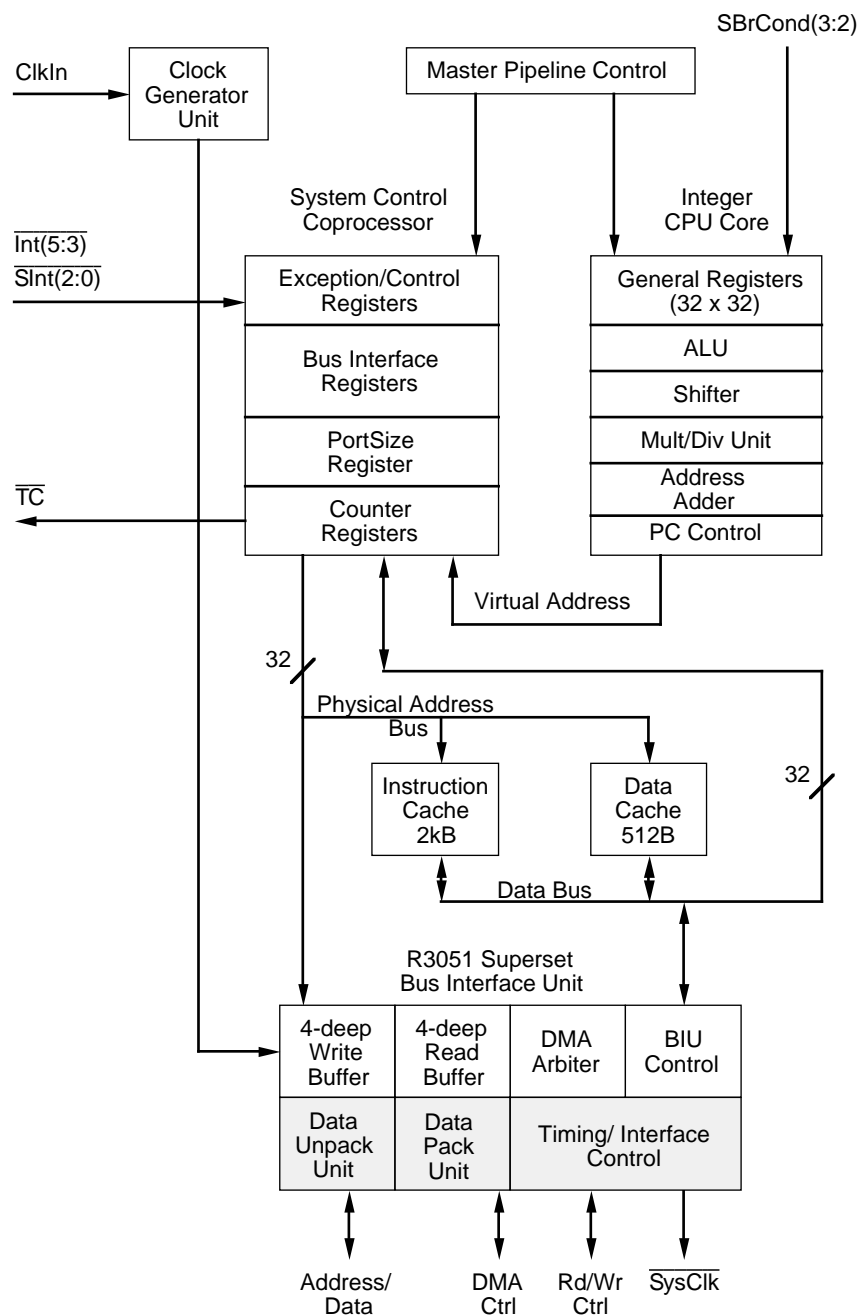 SBrCond(3:2)
ClkIn
Clock
Generator
Unit
Master Pipeline Control
System Control
Coprocessor
Integer
CPU Core
Int(5:3)
SInt(2:0)
Exception/Control
Registers
General Registers
(32 x 32)
Bus Interface
Registers
ALU
Shifter
PortSize
Register
Mult/Div Unit
Address
Adder
TC
Counter
Registers
PC Control
Virtual Address
32
Physical Address
Bus
Instruction
Cache
2kB
Data
Cache
512B
32
Data Bus
R3051 Superset
Bus Interface Unit
4-deep
Write
Buffer
4-deep
Read
Buffer
DMA
Arbiter
BIU
Control
Data
Unpack
Unit
Data
Pack
Unit
Timing/ Interface
Control
Address/
Data
DMA
Ctrl
Rd/Wr
Ctrl
SysClk